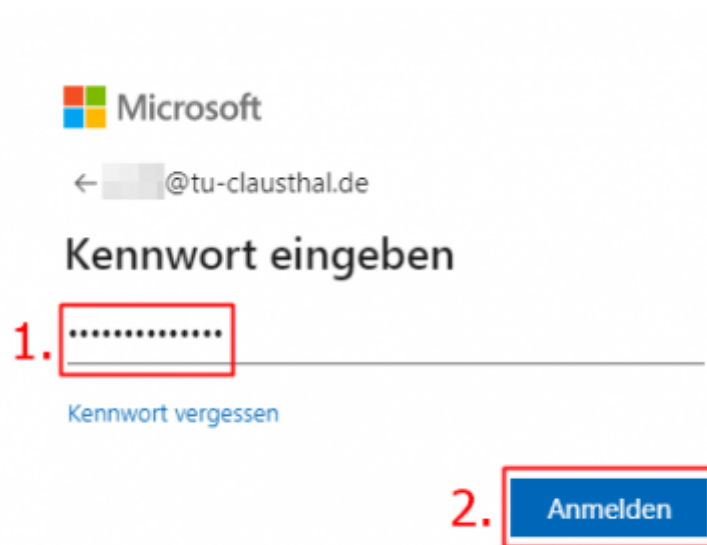 Microsoft
← @tu-clausthal.de
Kennwort eingeben
1. ••••••••••••••
Kennwort vergessen
2. Anmelden